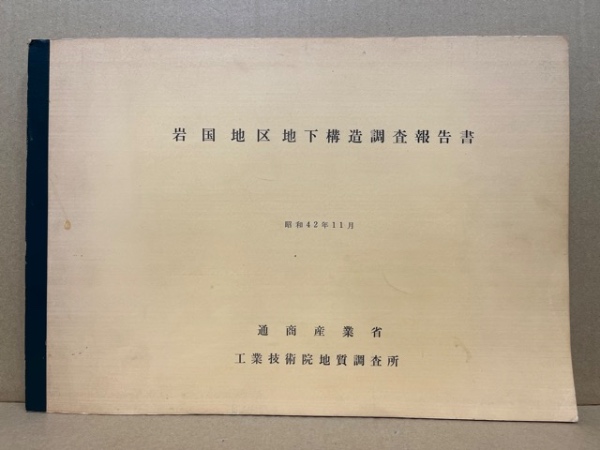 岩国地区地下構造調査報告書
昭和42年11月
通商産業省
工業技術院地質調査所